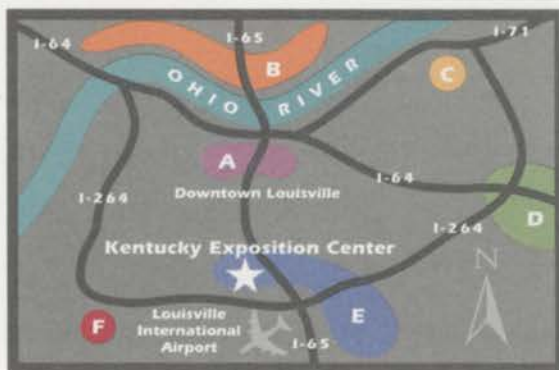 I-64
I-65
I-71
OHIO RIVER
B
C
A
Downtown Louisville
I-64
I-264
I-264
D
Kentucky Exposition Center
N
E
F
Louisville
International
Airport
I-65